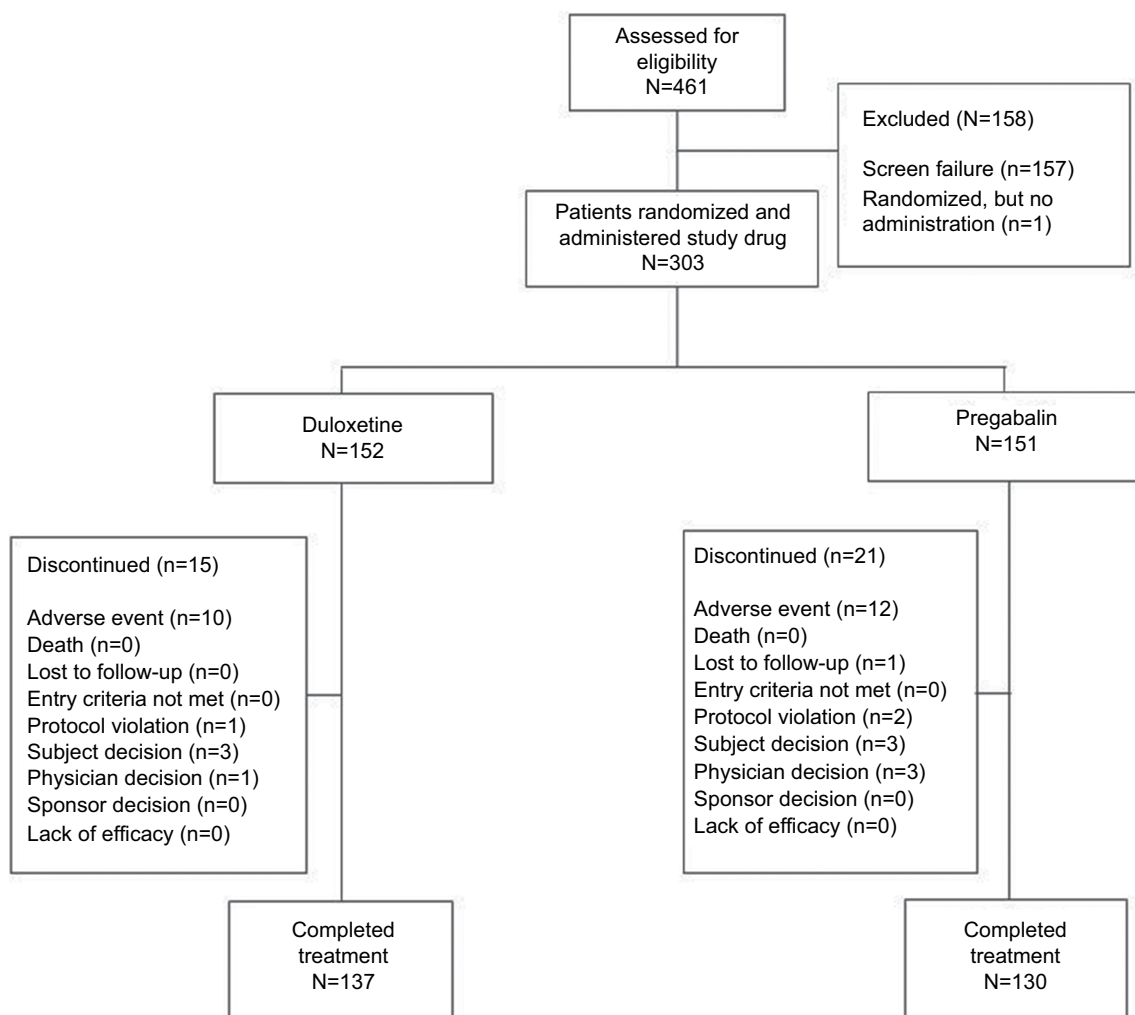 Assessed for
eligibility
N=461
Excluded (N=158)
Screen failure (n=157)
Randomized, but no
administration (n=1)
Patients randomized and
administered study drug
N=303
Duloxetine
N=152
Pregabalin
N=151
Discontinued (n=15)
Adverse event (n=10)
Death (n=0)
Lost to follow-up (n=0)
Entry criteria not met (n=0)
Protocol violation (n=1)
Subject decision (n=3)
Physician decision (n=1)
Sponsor decision (n=0)
Lack of efficacy (n=0)
Discontinued (n=21)
Adverse event (n=12)
Death (n=0)
Lost to follow-up (n=1)
Entry criteria not met (n=0)
Protocol violation (n=2)
Subject decision (n=3)
Physician decision (n=3)
Sponsor decision (n=0)
Lack of efficacy (n=0)
Completed
treatment
N=137
Completed
treatment
N=130